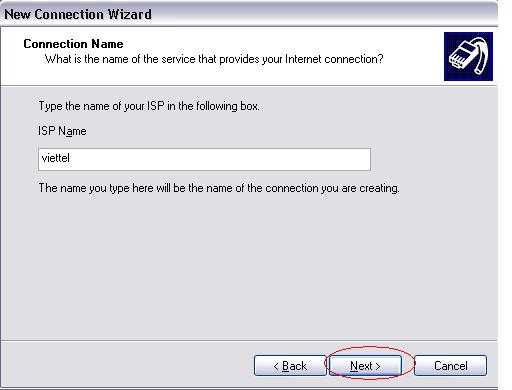 New Connection Wizard
Connection Name
What is the name of the service that provides your Internet connection?
Type the name of your ISP in the following box.
ISP Name
viettel
The name you type here will be the name of the connection you are creating.
< Back
Next >
Cancel